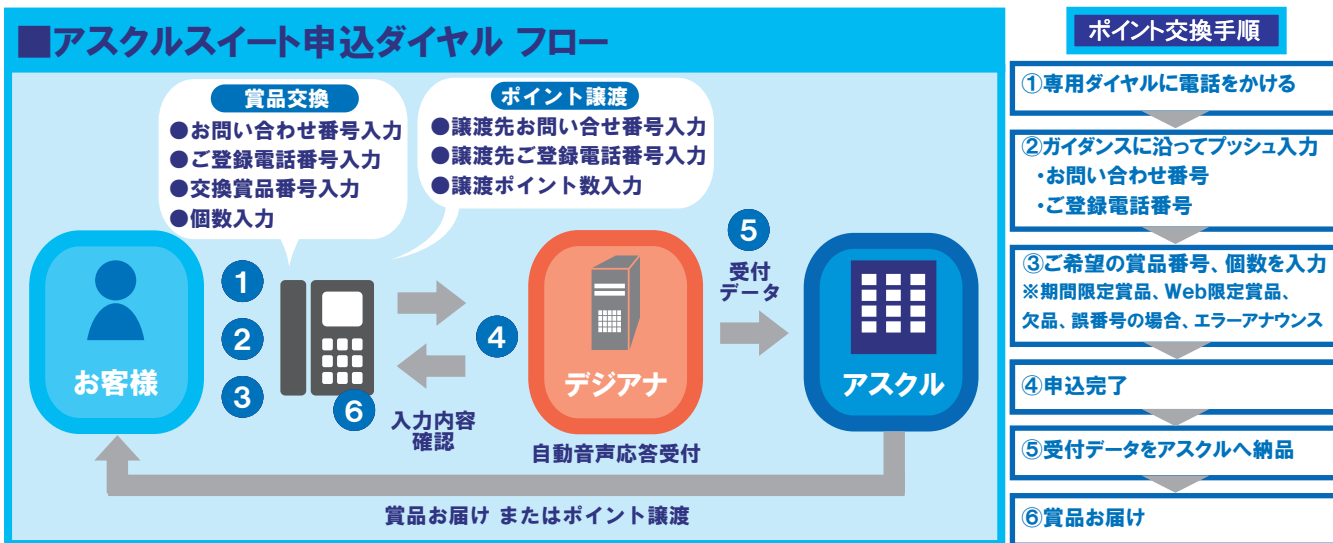 ■アスクルスイート申込ダイヤル フロー
賞品交換
●お問い合わせ番号入力
●ご登録電話番号入力
●交換賞品番号入力
●個数入力
ポイント譲渡
●譲渡先お問い合せ番号入力
●譲渡先ご登録電話番号入力
●譲渡ポイント数入力
お客様
1
2
3
6
4
入力内容
確認
デジアナ
自動音声応答受付
5
受付
データ
アスクル
賞品お届け またはポイント譲渡
ポイント交換手順
①専用ダイヤルに電話をかける
②ガイダンスに沿ってプッシュ入力
・お問い合わせ番号
・ご登録電話番号
③ご希望の賞品番号、個数を入力
※期間限定賞品、Web限定賞品、
欠品、誤番号の場合、エラーアナウンス
④申込完了
⑤受付データをアスクルへ納品
⑥賞品お届け